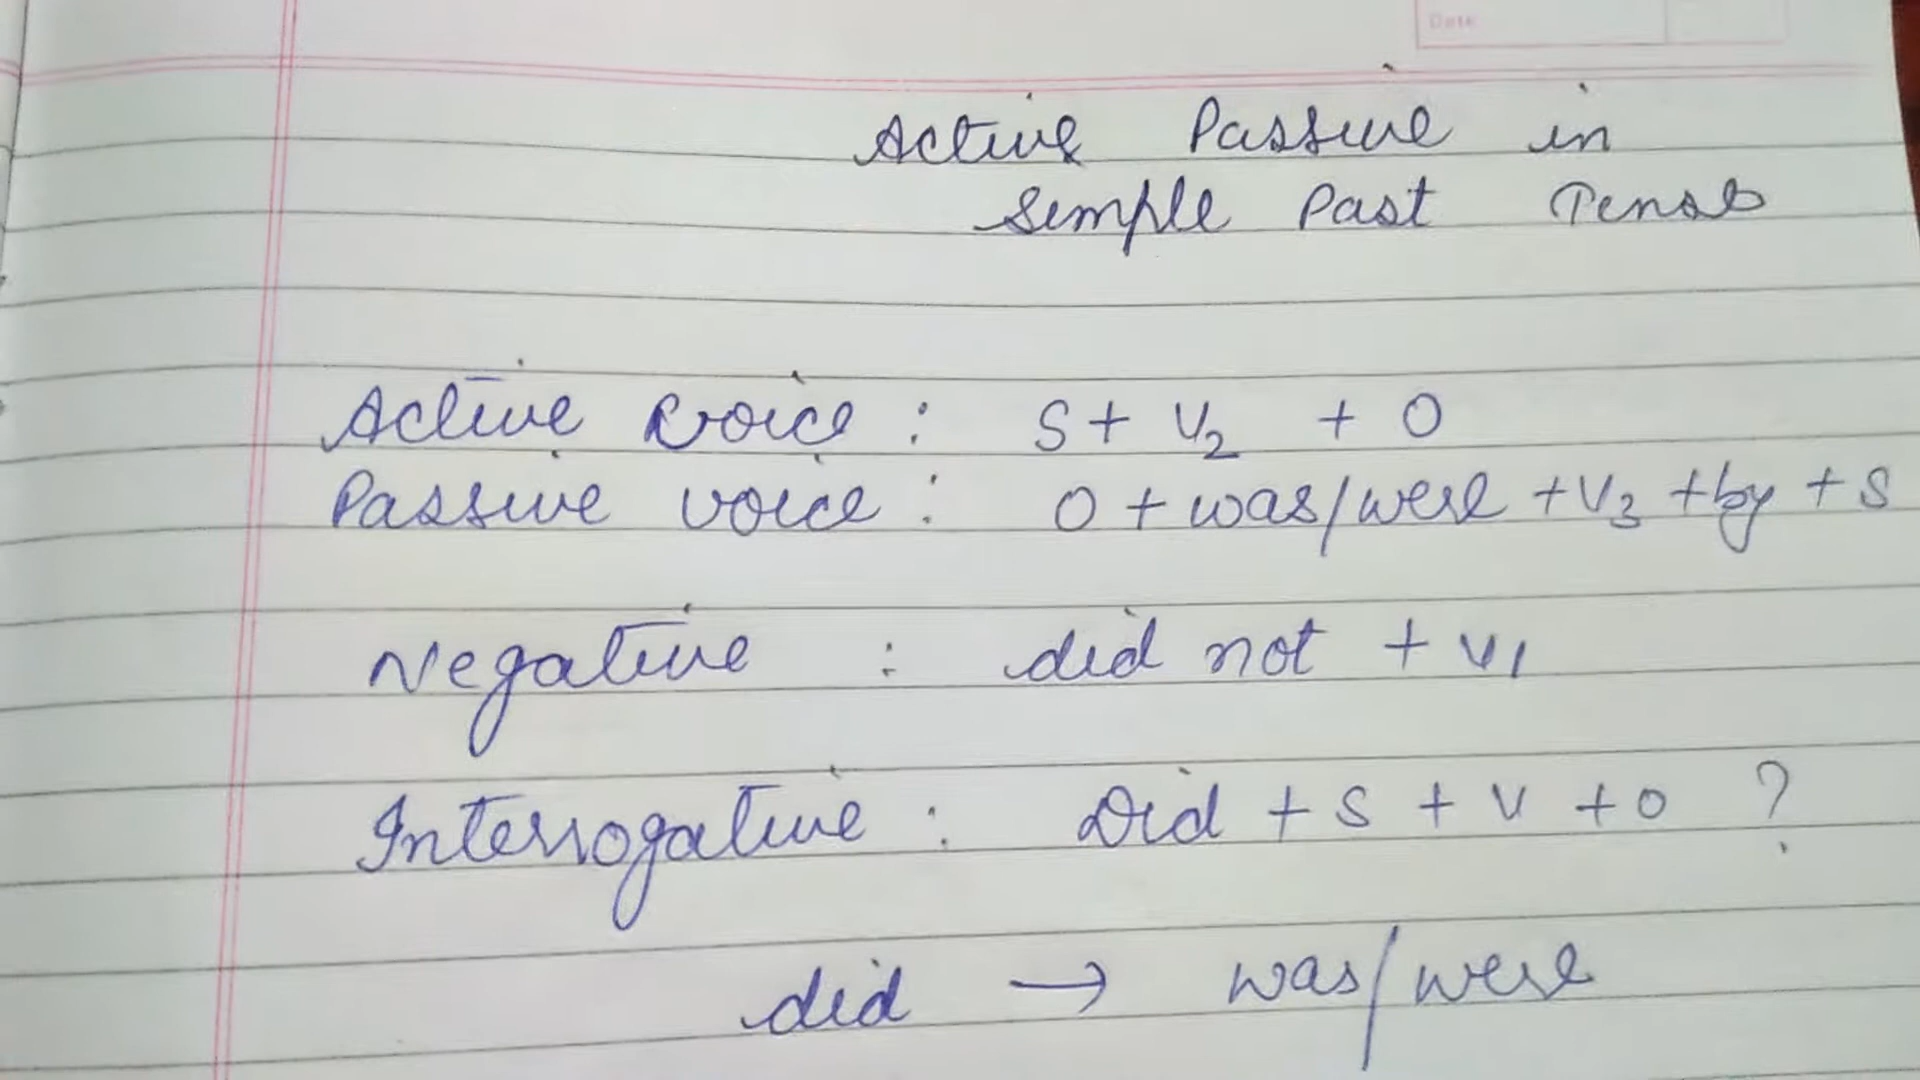 Date
Active Passive in
Simple Past Tense
Active voice : S + V2 + O
Passive voice : O + was/were + V3 + by + S
Negative : did not + V1
Interrogative : Did + S + V + O ?
did → was/were